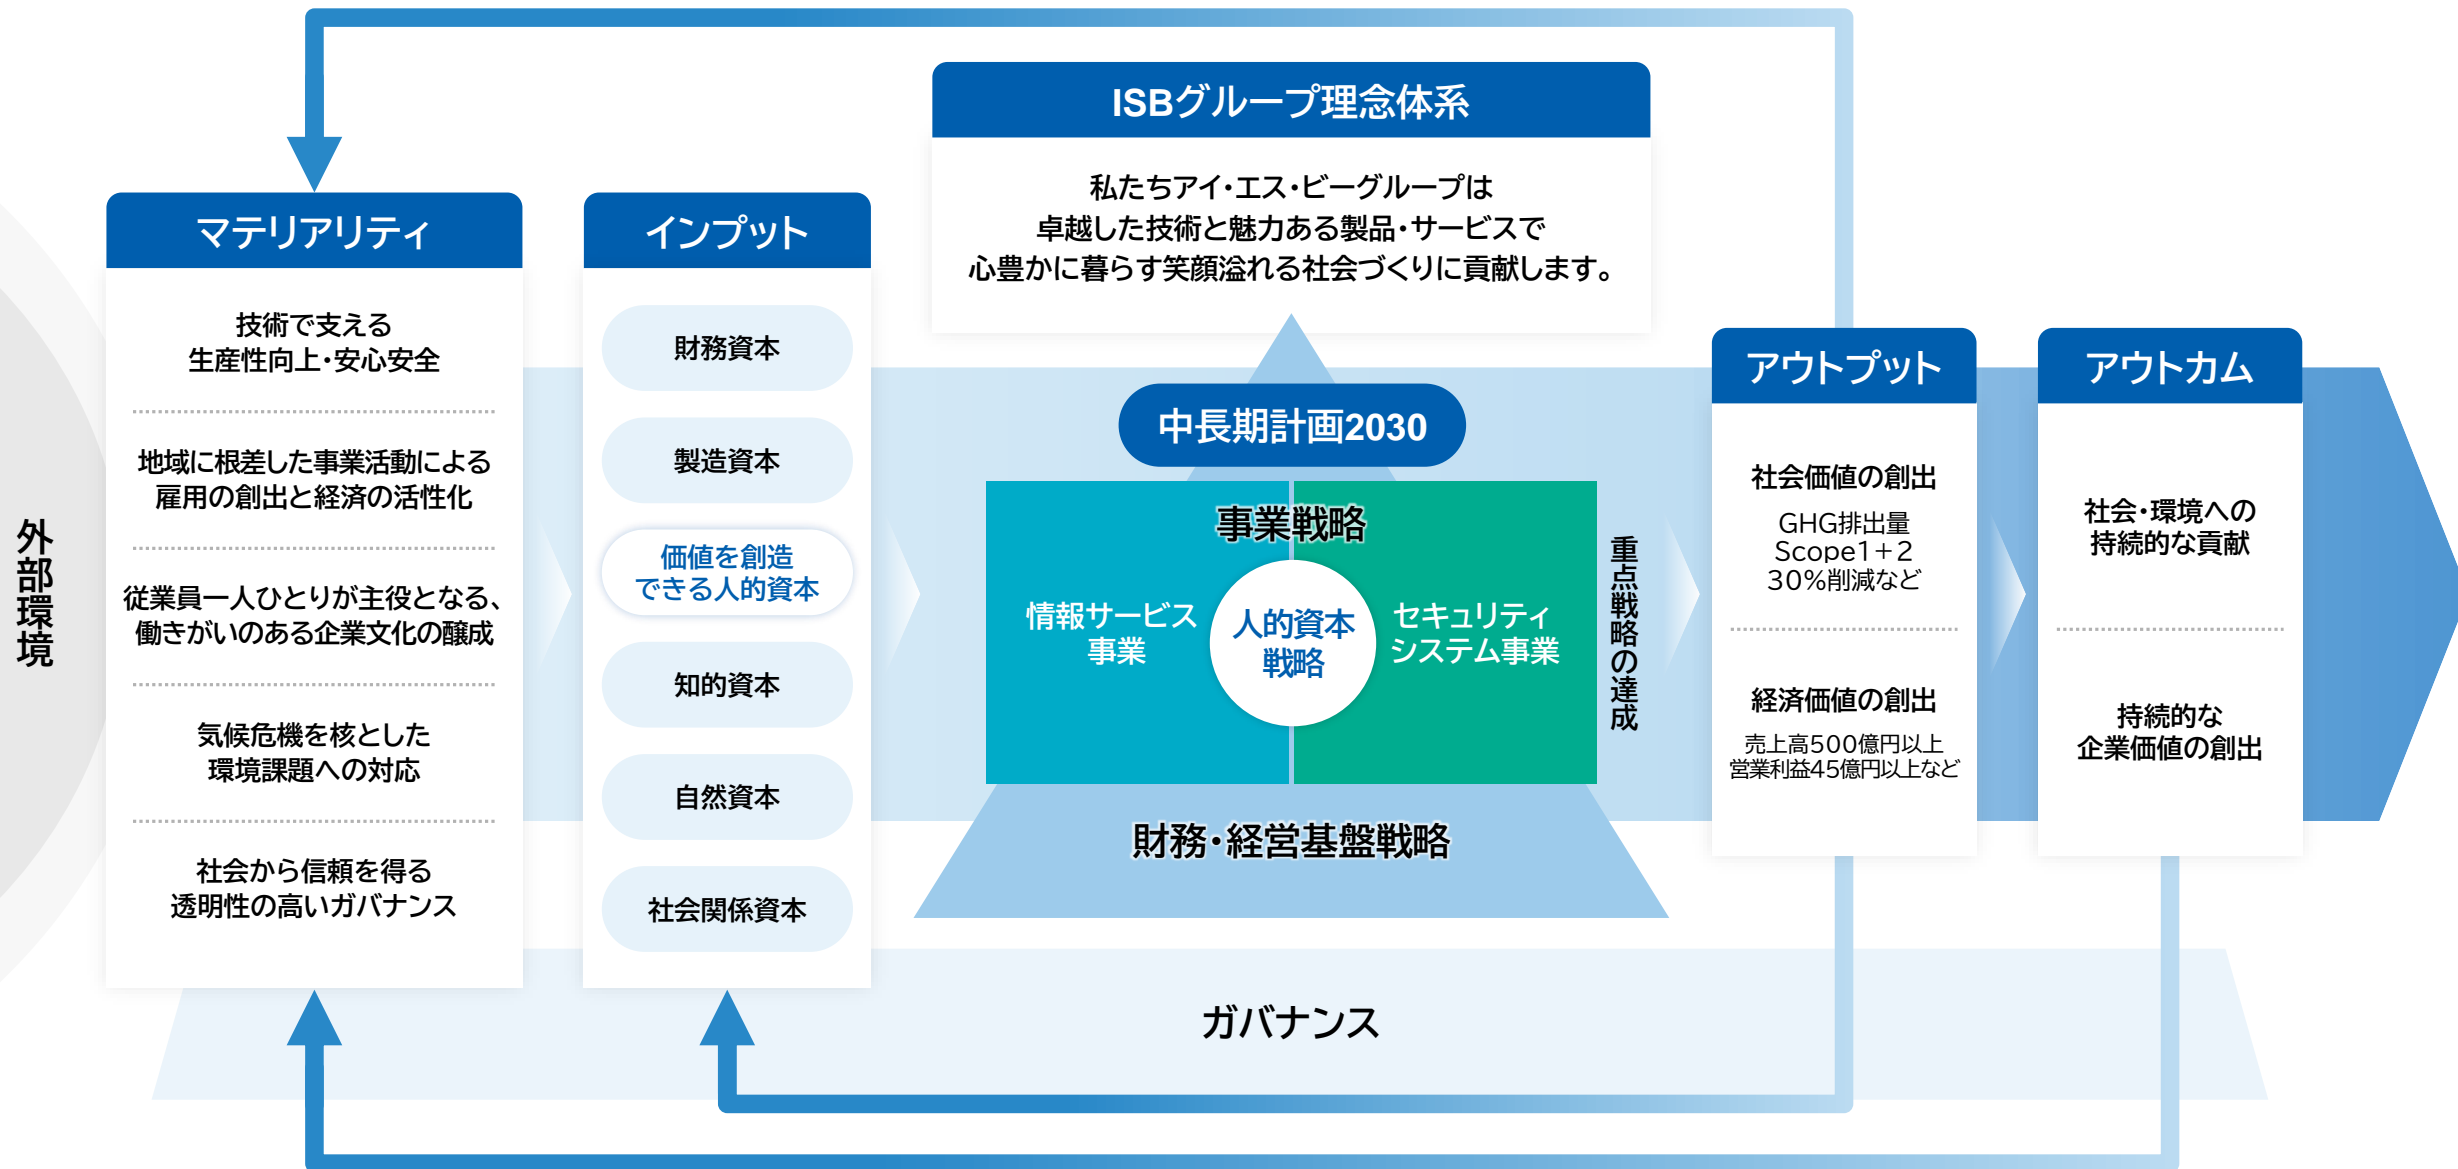 外部環境
マテリアリティ
技術で支える
生産性向上・安心安全
地域に根差した事業活動による
雇用の創出と経済の活性化
従業員一人ひとりが主役となる、
働きがいのある企業文化の醸成
気候危機を核とした
環境課題への対応
社会から信頼を得る
透明性の高いガバナンス
インプット
財務資本
製造資本
価値を創造
できる人的資本
知的資本
自然資本
社会関係資本
ISBグループ理念体系
私たちアイ・エス・ビーグループは
卓越した技術と魅力ある製品・サービスで
心豊かに暮らす笑顔溢れる社会づくりに貢献します。
中長期計画2030
事業戦略
情報サービス
事業
人的資本
戦略
セキュリティ
システム事業
財務・経営基盤戦略
重点戦略の達成
アウトプット
社会価値の創出
GHG排出量
Scope1+2
30%削減など
経済価値の創出
売上高500億円以上
営業利益45億円以上など
アウトカム
社会・環境への
持続的な貢献
持続的な
企業価値の創出
ガバナンス